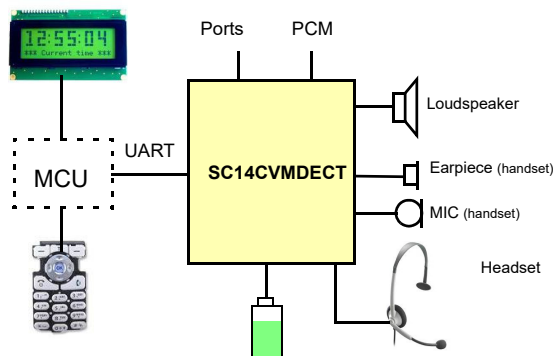 Ports
PCM
12:55:04
*** Current time ***
Loudspeaker
UART
MCU
SC14CVMDECT
Earpiece (handset)
MIC (handset)
Headset